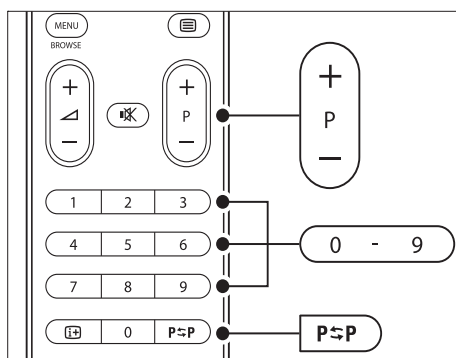 MENU
BROWSE
+ +
P
− −
1 2 3
4 5 6
7 8 9
i+ 0 P⇆P
+
P
−
0 - 9
P⇆P